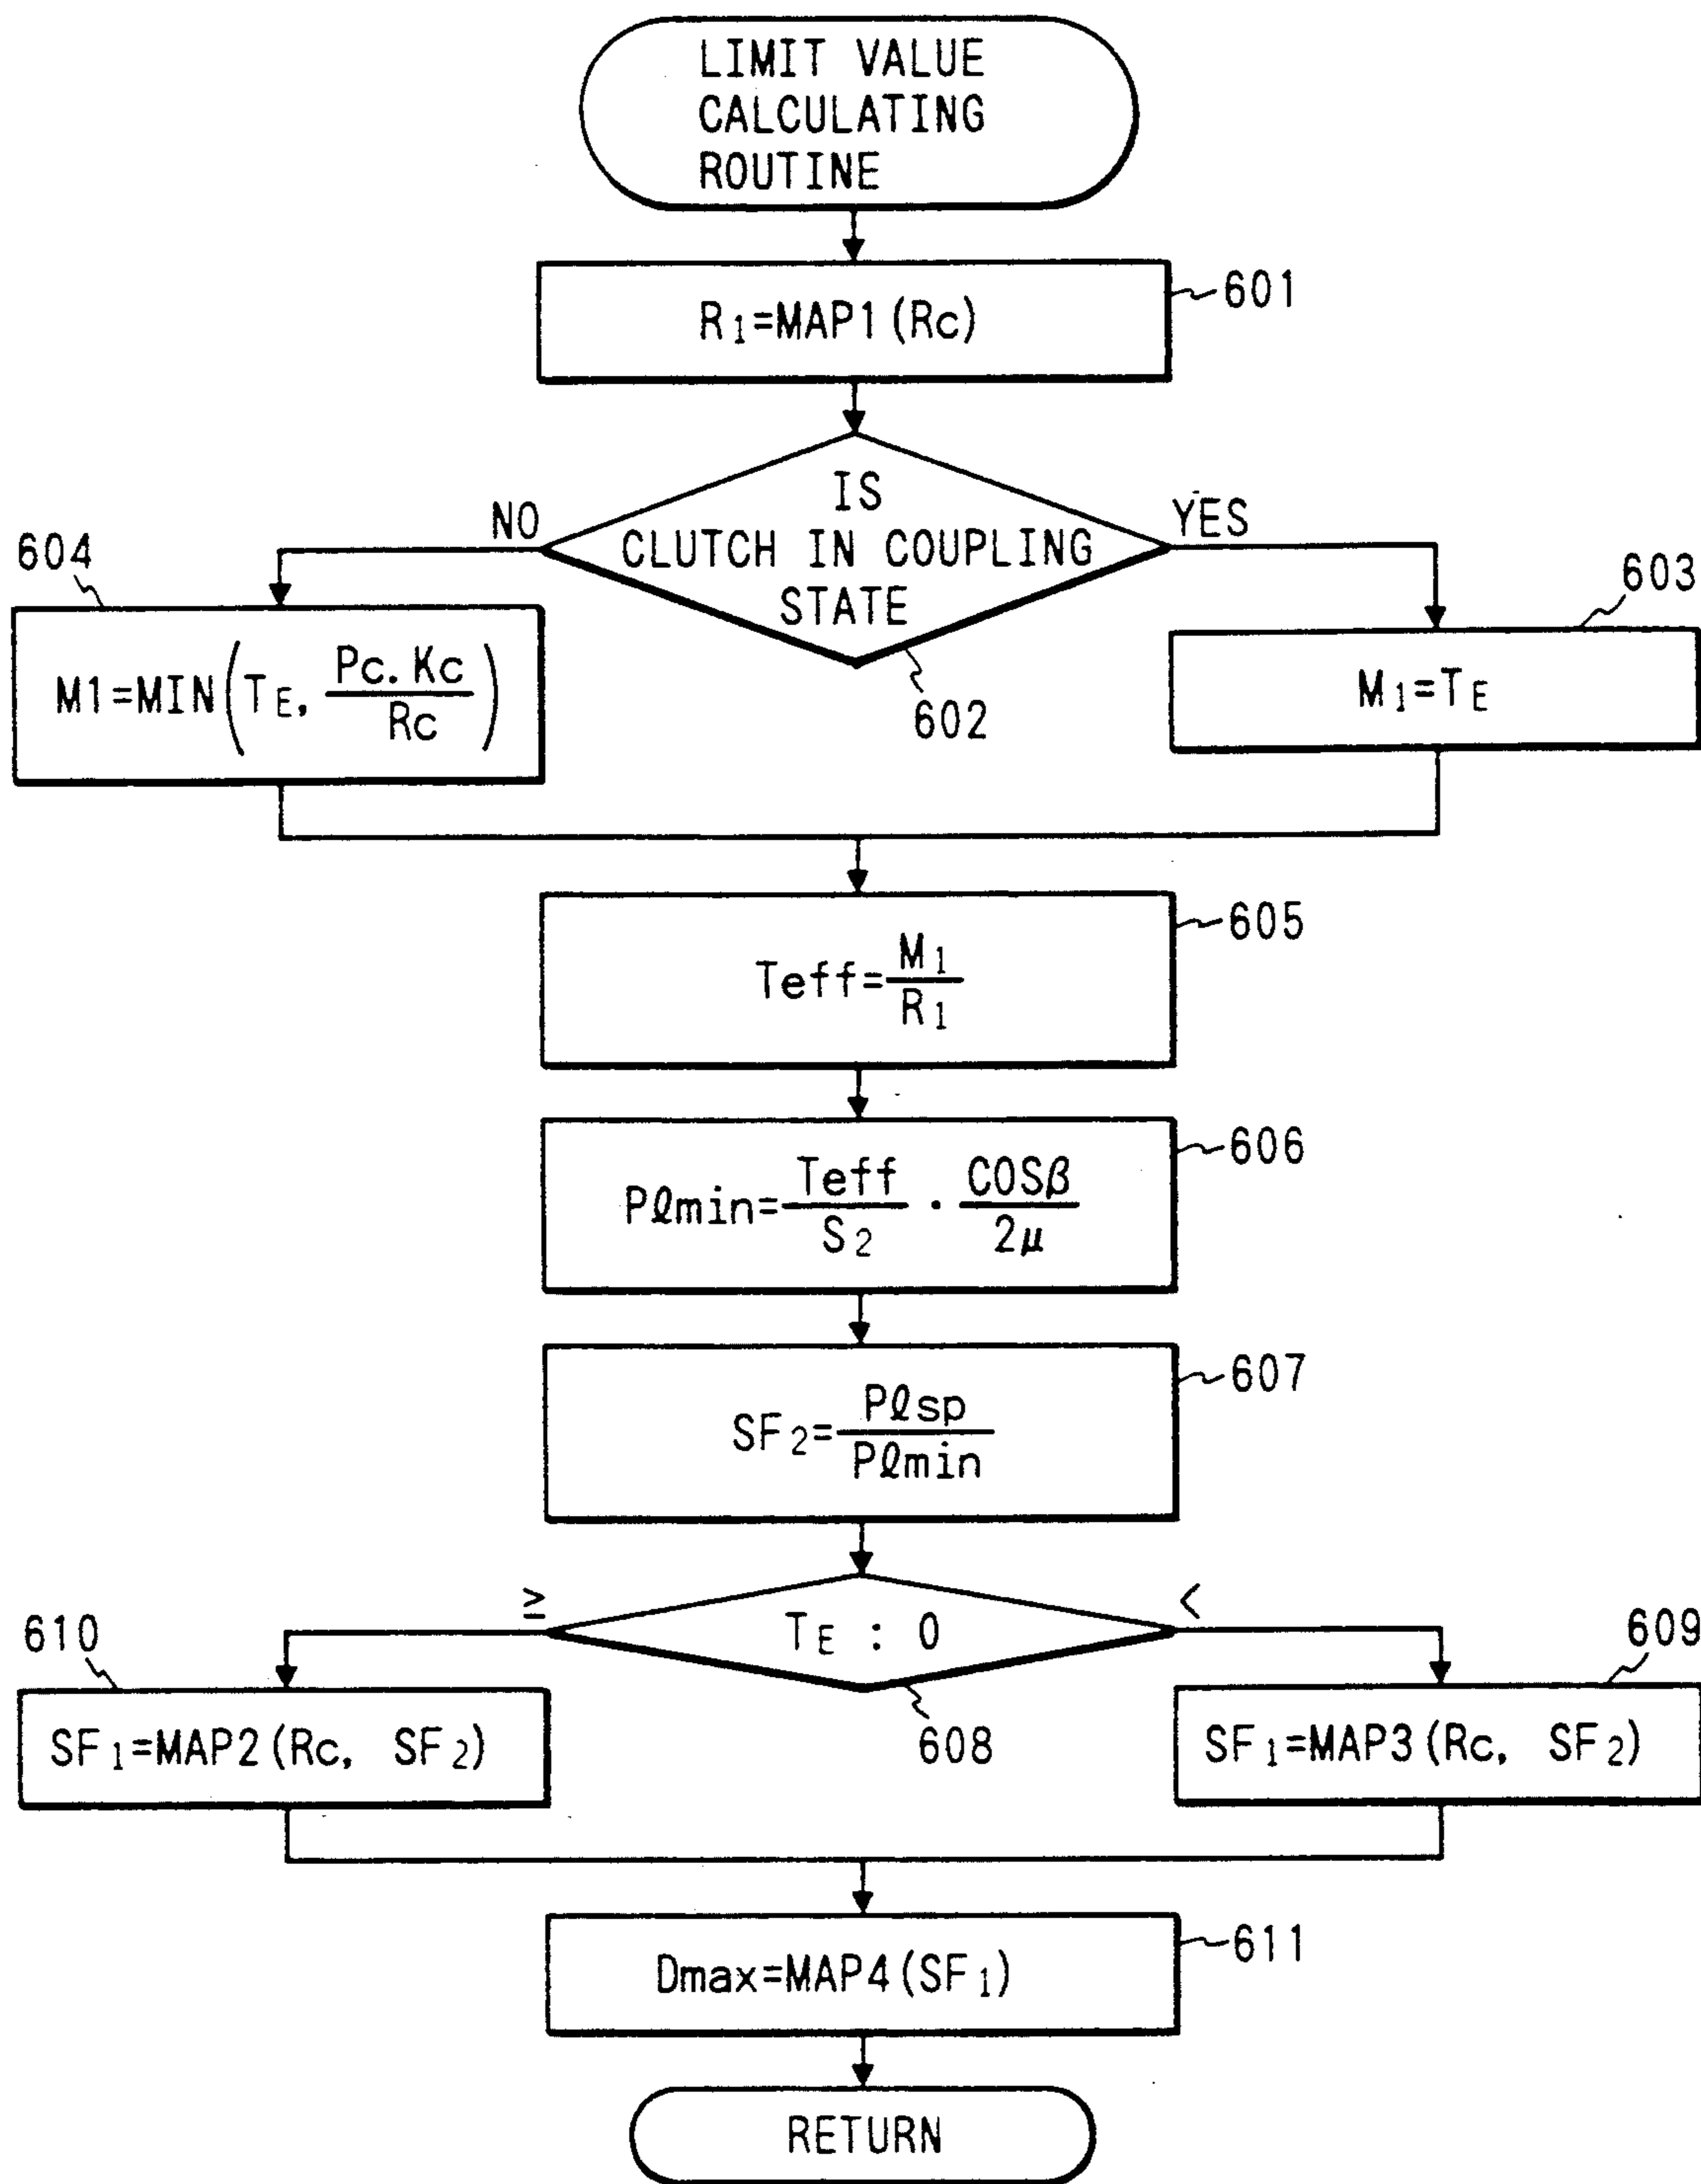 LIMIT VALUE
CALCULATING
ROUTINE
R1=MAP1(Rc)
601
IS
CLUTCH IN COUPLING
STATE
NO
YES
602
604
M1=MIN(TE, Pc.Kc/Rc)
603
M1=TE
605
Teff=M1/R1
606
Pℓmin=Teff/S2 · COSβ/2μ
607
SF2=Pℓsp/Pℓmin
TE : 0
≥
<
608
610
SF1=MAP2(Rc, SF2)
609
SF1=MAP3(Rc, SF2)
611
Dmax=MAP4(SF1)
RETURN